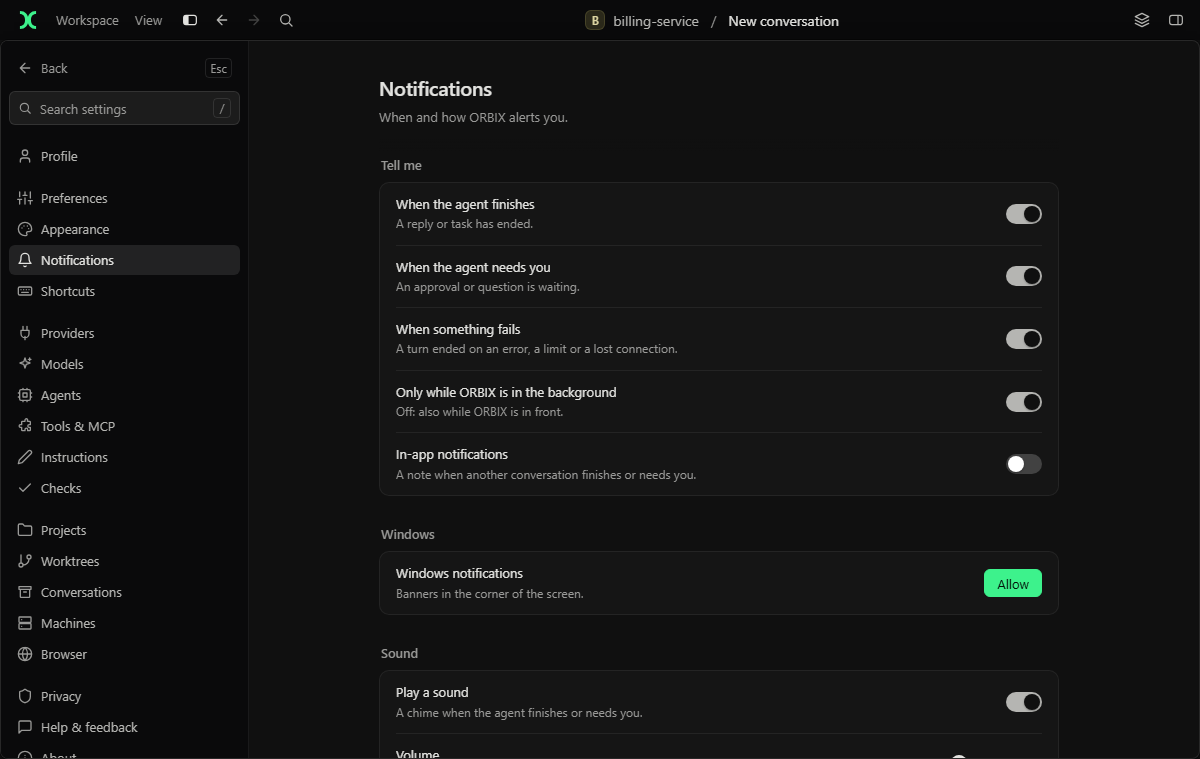 Workspace View
B billing-service / New conversation
Back Esc
Search settings /
Profile
Preferences
Appearance
Notifications
Shortcuts
Providers
Models
Agents
Tools & MCP
Instructions
Checks
Projects
Worktrees
Conversations
Machines
Browser
Privacy
Help & feedback
About
Notifications
When and how ORBIX alerts you.
Tell me
When the agent finishes
A reply or task has ended.
When the agent needs you
An approval or question is waiting.
When something fails
A turn ended on an error, a limit or a lost connection.
Only while ORBIX is in the background
Off: also while ORBIX is in front.
In-app notifications
A note when another conversation finishes or needs you.
Windows
Windows notifications
Banners in the corner of the screen.
Allow
Sound
Play a sound
A chime when the agent finishes or needs you.
Volume